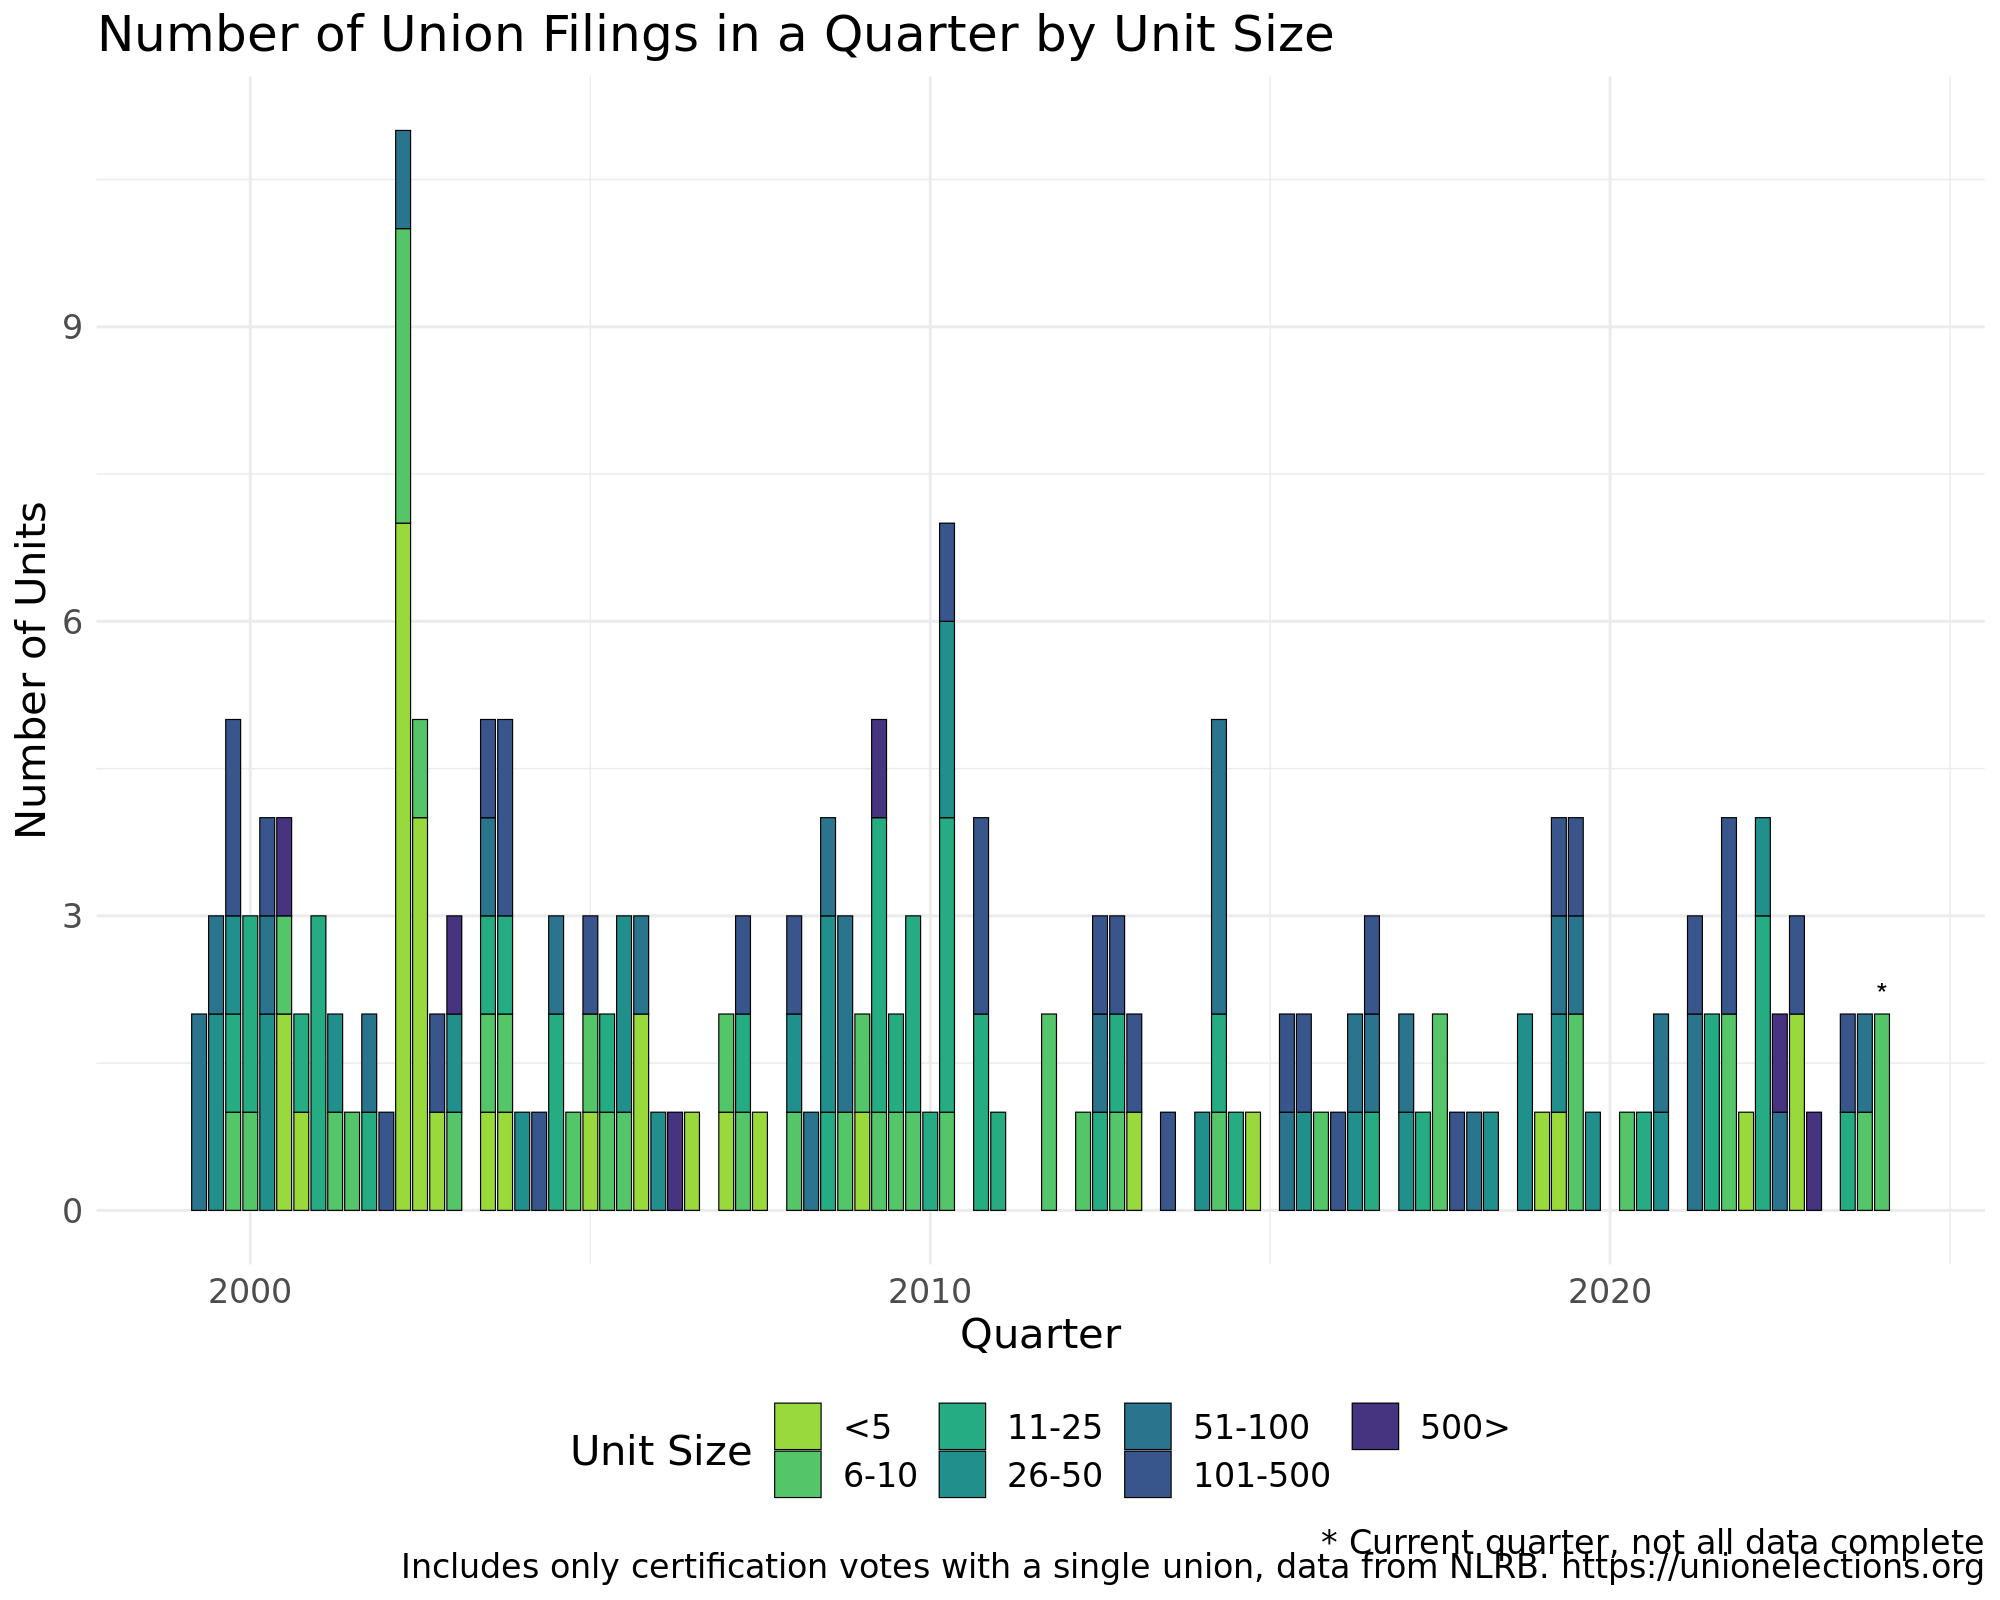 Number of Union Filings in a Quarter by Unit Size
Number of Units
9
6
3
0
*
2000
2010
2020
Quarter
Unit Size
<5
11-25
51-100
500>
6-10
26-50
101-500
* Current quarter, not all data complete
Includes only certification votes with a single union, data from NLRB. https://unionelections.org